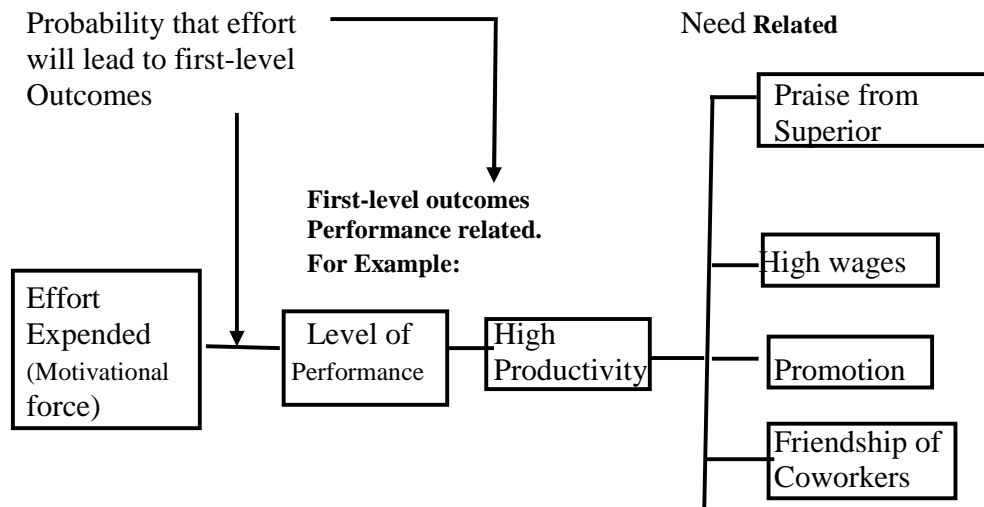 Probability that effort
will lead to first-level
Outcomes
Need Related
First-level outcomes
Performance related.
For Example:
Effort
Expended
(Motivational
force)
Level of
Performance
High
Productivity
Praise from
Superior
High wages
Promotion
Friendship of
Coworkers